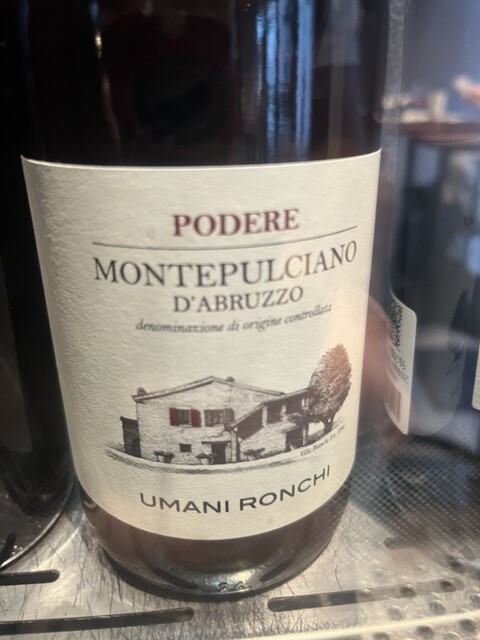 PODERE
MONTEPULCIANO
D'ABRUZZO
denominazione di origine controllata
UMANI RONCHI